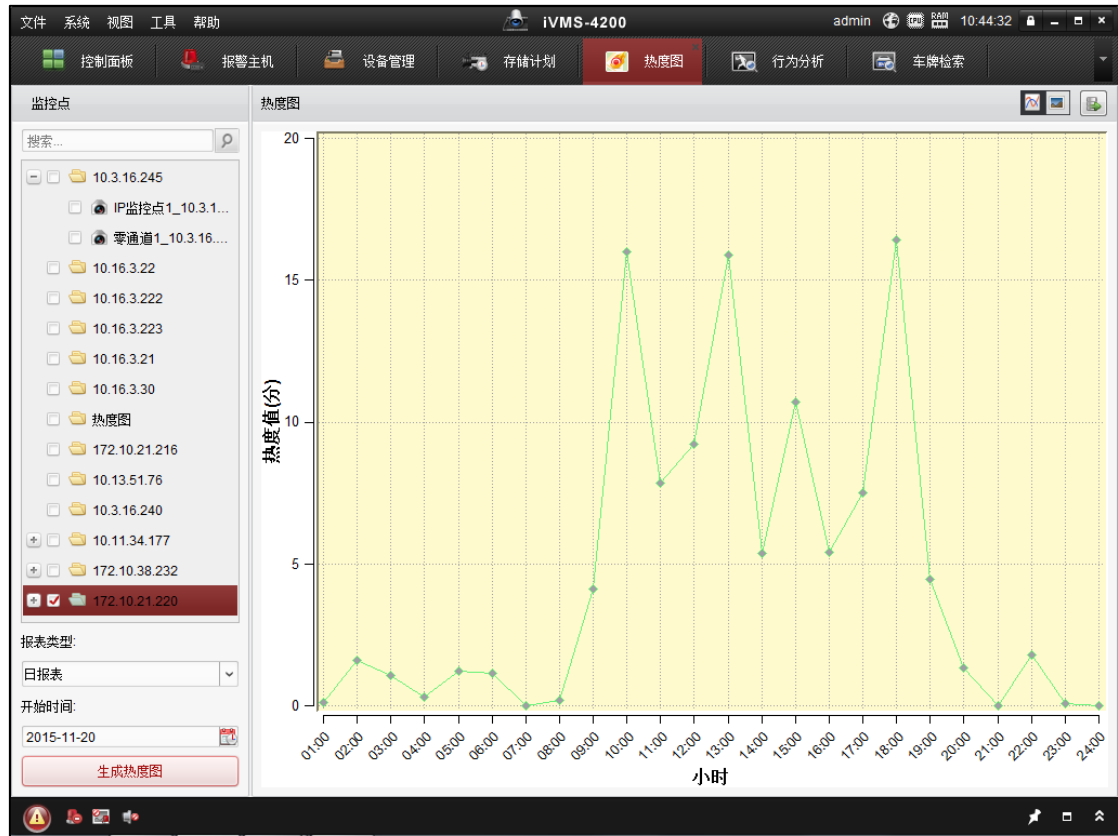 文件 系统 视图 工具 帮助 iVMS-4200 admin CPU RAM 10:44:32
控制面板 报警主机 设备管理 存储计划 热度图 行为分析 车牌检索
监控点
热度图
搜索...
10.3.16.245
IP监控点1_10.3.1...
零通道1_10.3.16....
10.16.3.22
10.16.3.222
10.16.3.223
10.16.3.21
10.16.3.30
热度图
172.10.21.216
10.13.51.76
10.3.16.240
10.11.34.177
172.10.38.232
172.10.21.220
报表类型:
日报表
开始时间:
2015-11-20
生成热度图
20
15
10
5
0
热度值(分)
01:00 02:00 03:00 04:00 05:00 06:00 07:00 08:00 09:00 10:00 11:00 12:00 13:00 14:00 15:00 16:00 17:00 18:00 19:00 20:00 21:00 22:00 23:00 24:00
小时